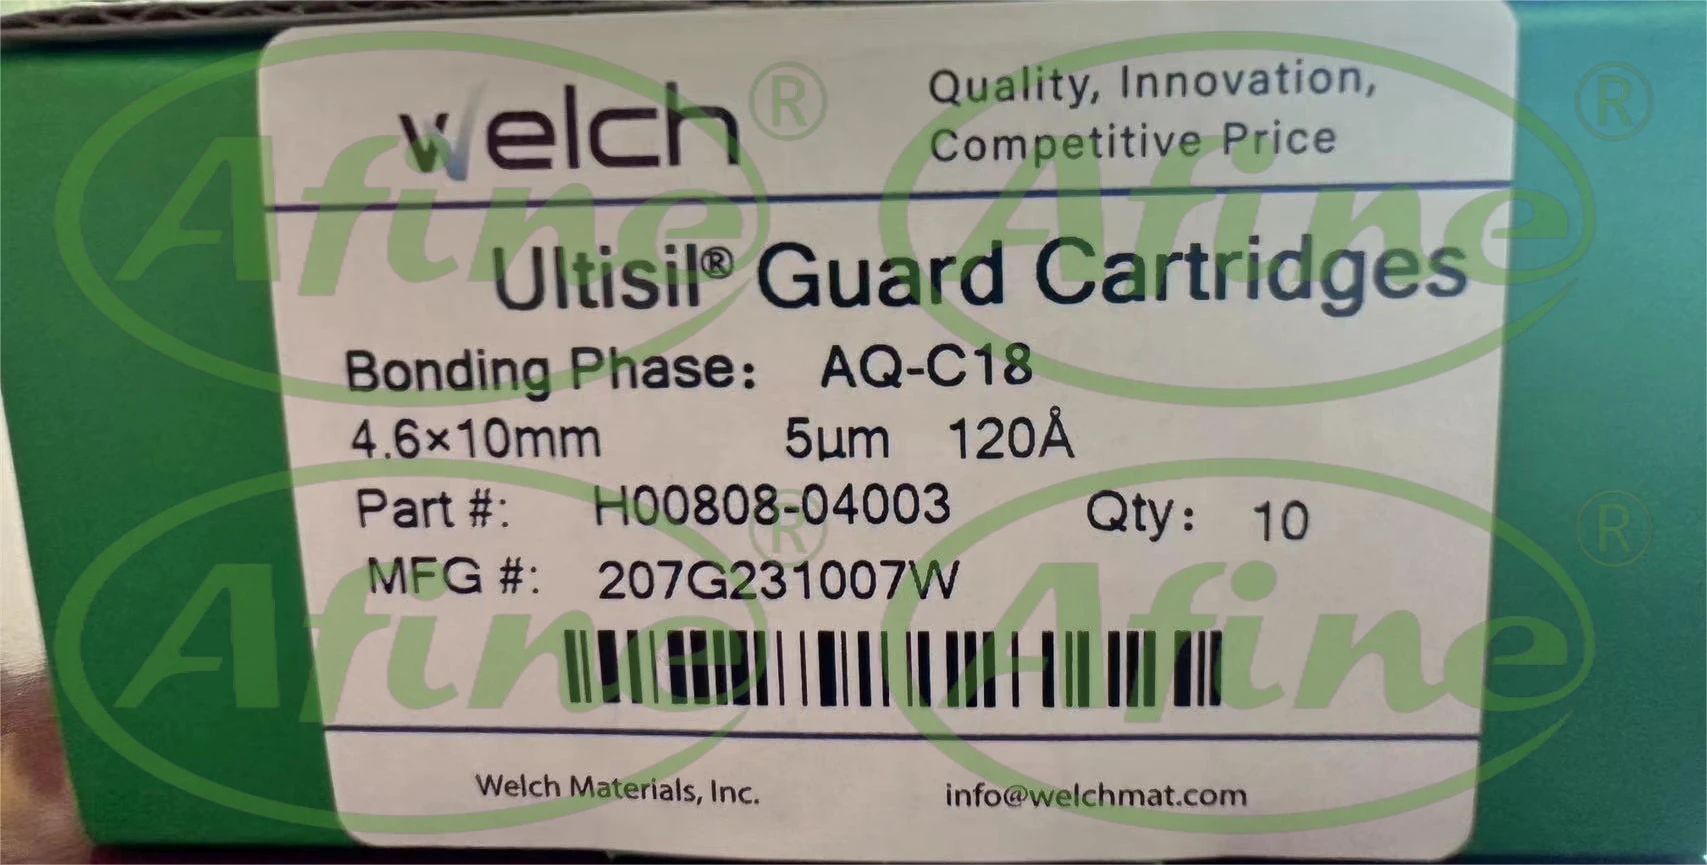 welch
Quality, Innovation,
Competitive Price
Ultisil® Guard Cartridges
Bonding Phase: AQ-C18
4.6×10mm 5μm 120Å
Part #: H00808-04003 Qty: 10
MFG #: 207G231007W
Welch Materials, Inc. info@welchmat.com
Afine®
Afine®
Afine®
Afine®